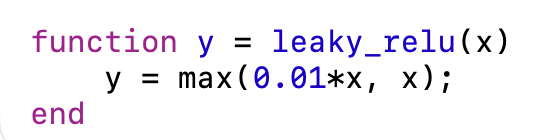 function y = leaky_relu(x)
    y = max(0.01*x, x);
end